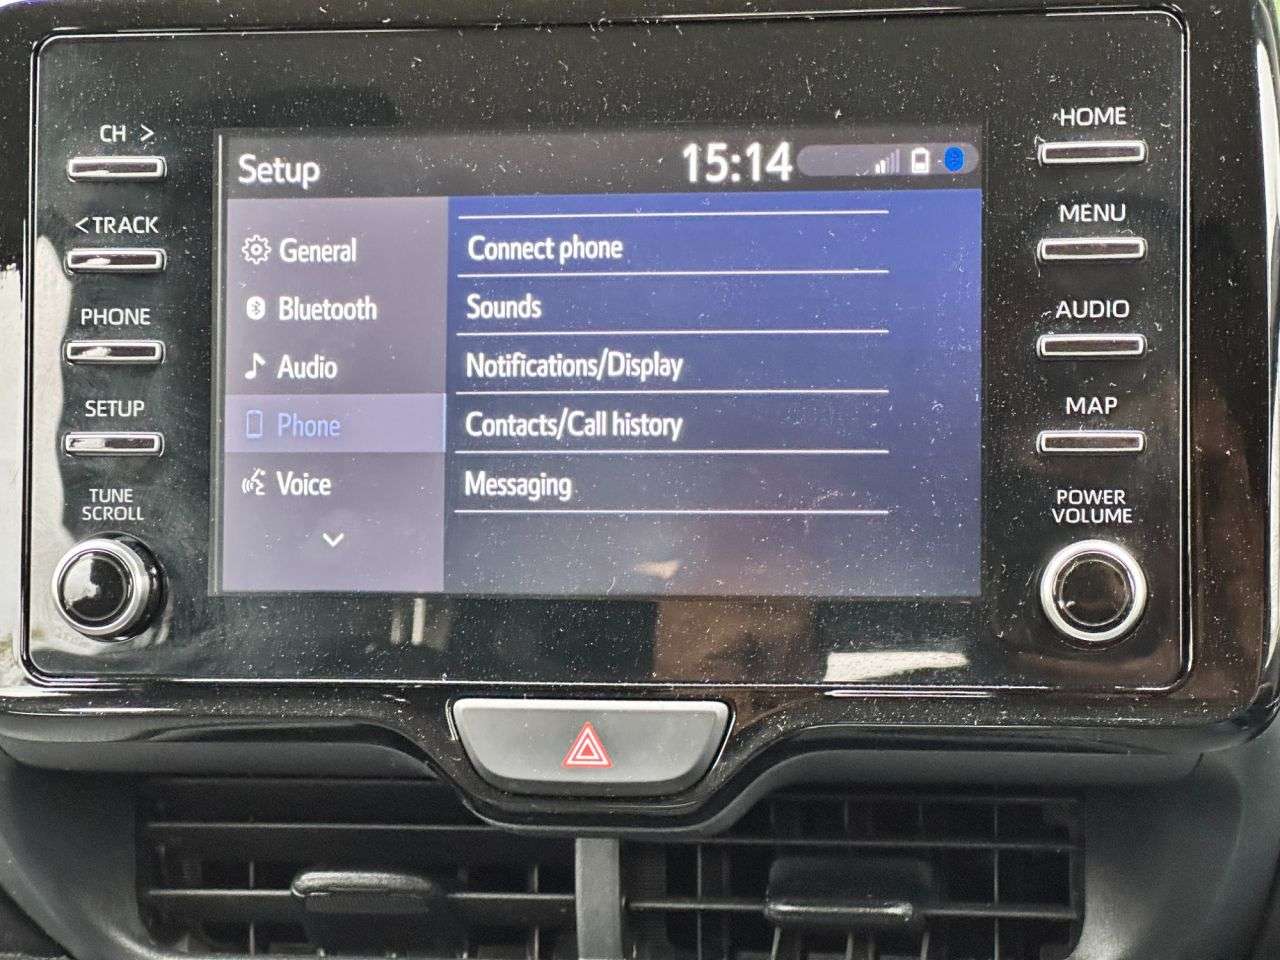 CH >
< TRACK
PHONE
SETUP
TUNE
SCROLL
Setup
15:14
General
Bluetooth
Audio
Phone
Voice
Connect phone
Sounds
Notifications/Display
Contacts/Call history
Messaging
HOME
MENU
AUDIO
MAP
POWER
VOLUME